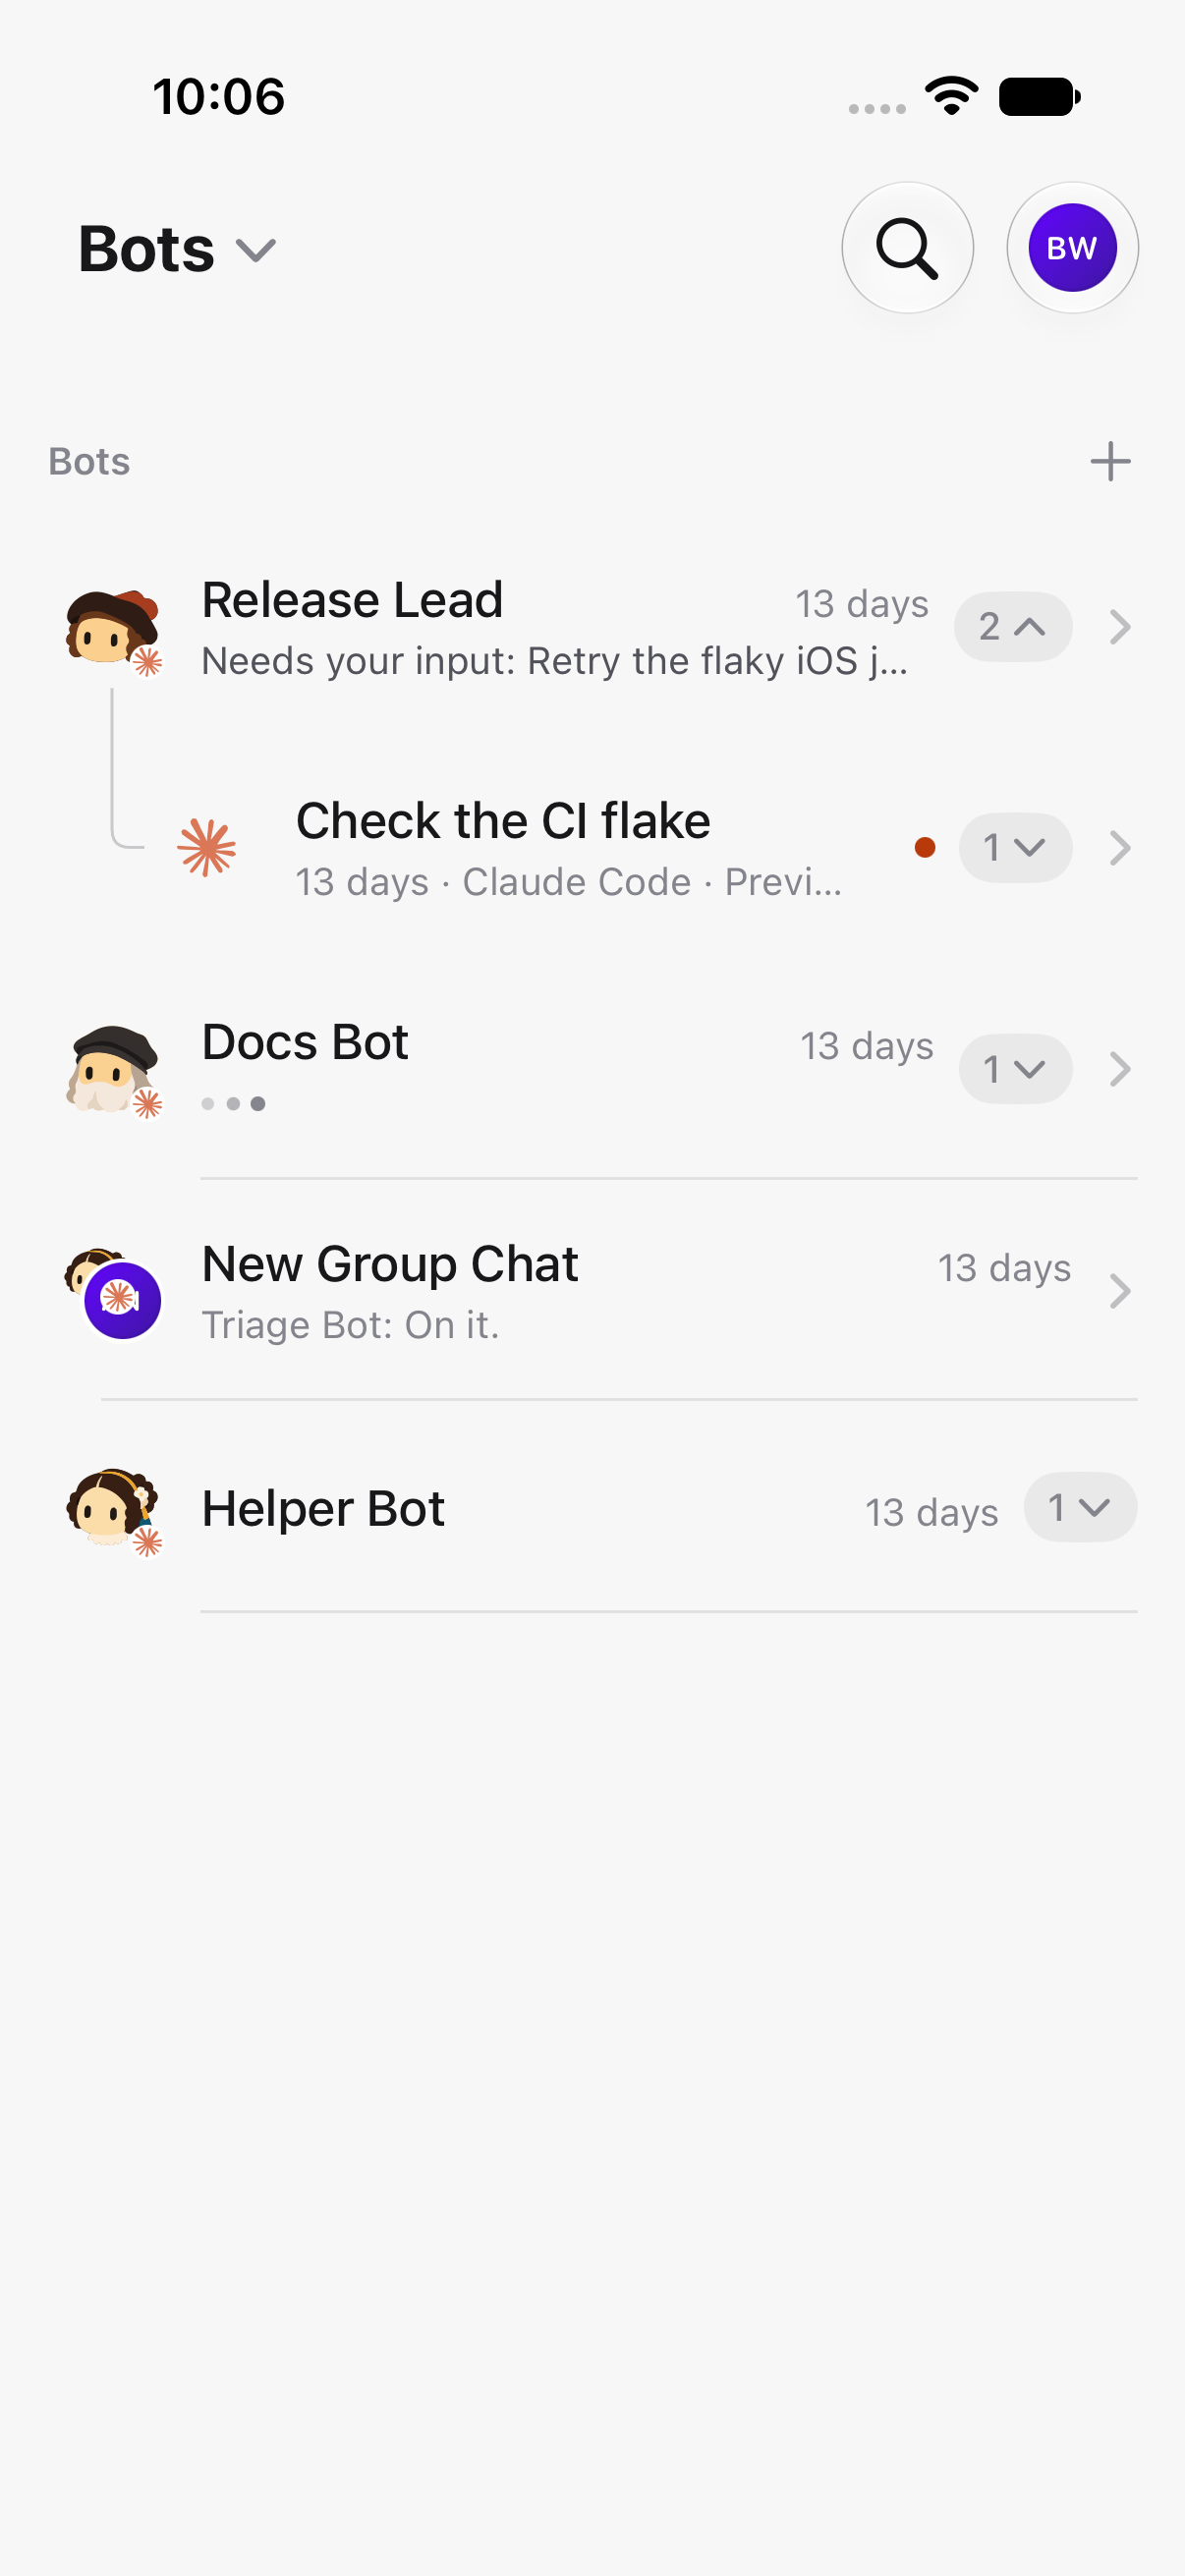 10:06
Bots
BW
Bots
Release Lead
13 days
2
Needs your input: Retry the flaky iOS j...
Check the CI flake
1
13 days · Claude Code · Previ...
Docs Bot
13 days
1
New Group Chat
13 days
Triage Bot: On it.
Helper Bot
13 days
1